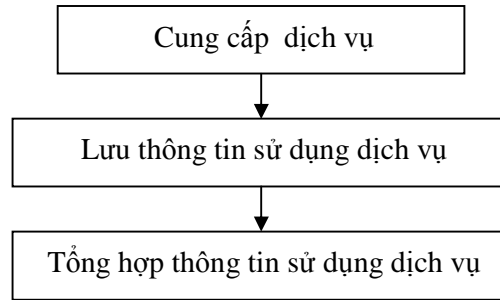 Cung cấp dịch vụ
Lưu thông tin sử dụng dịch vụ
Tổng hợp thông tin sử dụng dịch vụ